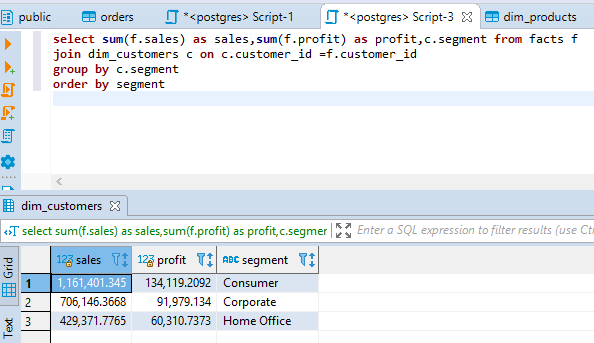 public
orders
*<postgres> Script-1
*<postgres> Script-3
dim_products
select sum(f.sales) as sales,sum(f.profit) as profit,c.segment from facts f
join dim_customers c on c.customer_id =f.customer_id
group by c.segment
order by segment
dim_customers
select sum(f.sales) as sales,sum(f.profit) as profit,c.segmer
Enter a SQL expression to filter results (use Ct
Grid
Text
123 sales
123 profit
ABC segment
1 1,161,401.345 134,119.2092 Consumer
2 706,146.3668 91,979.134 Corporate
3 429,371.7765 60,310.7373 Home Office